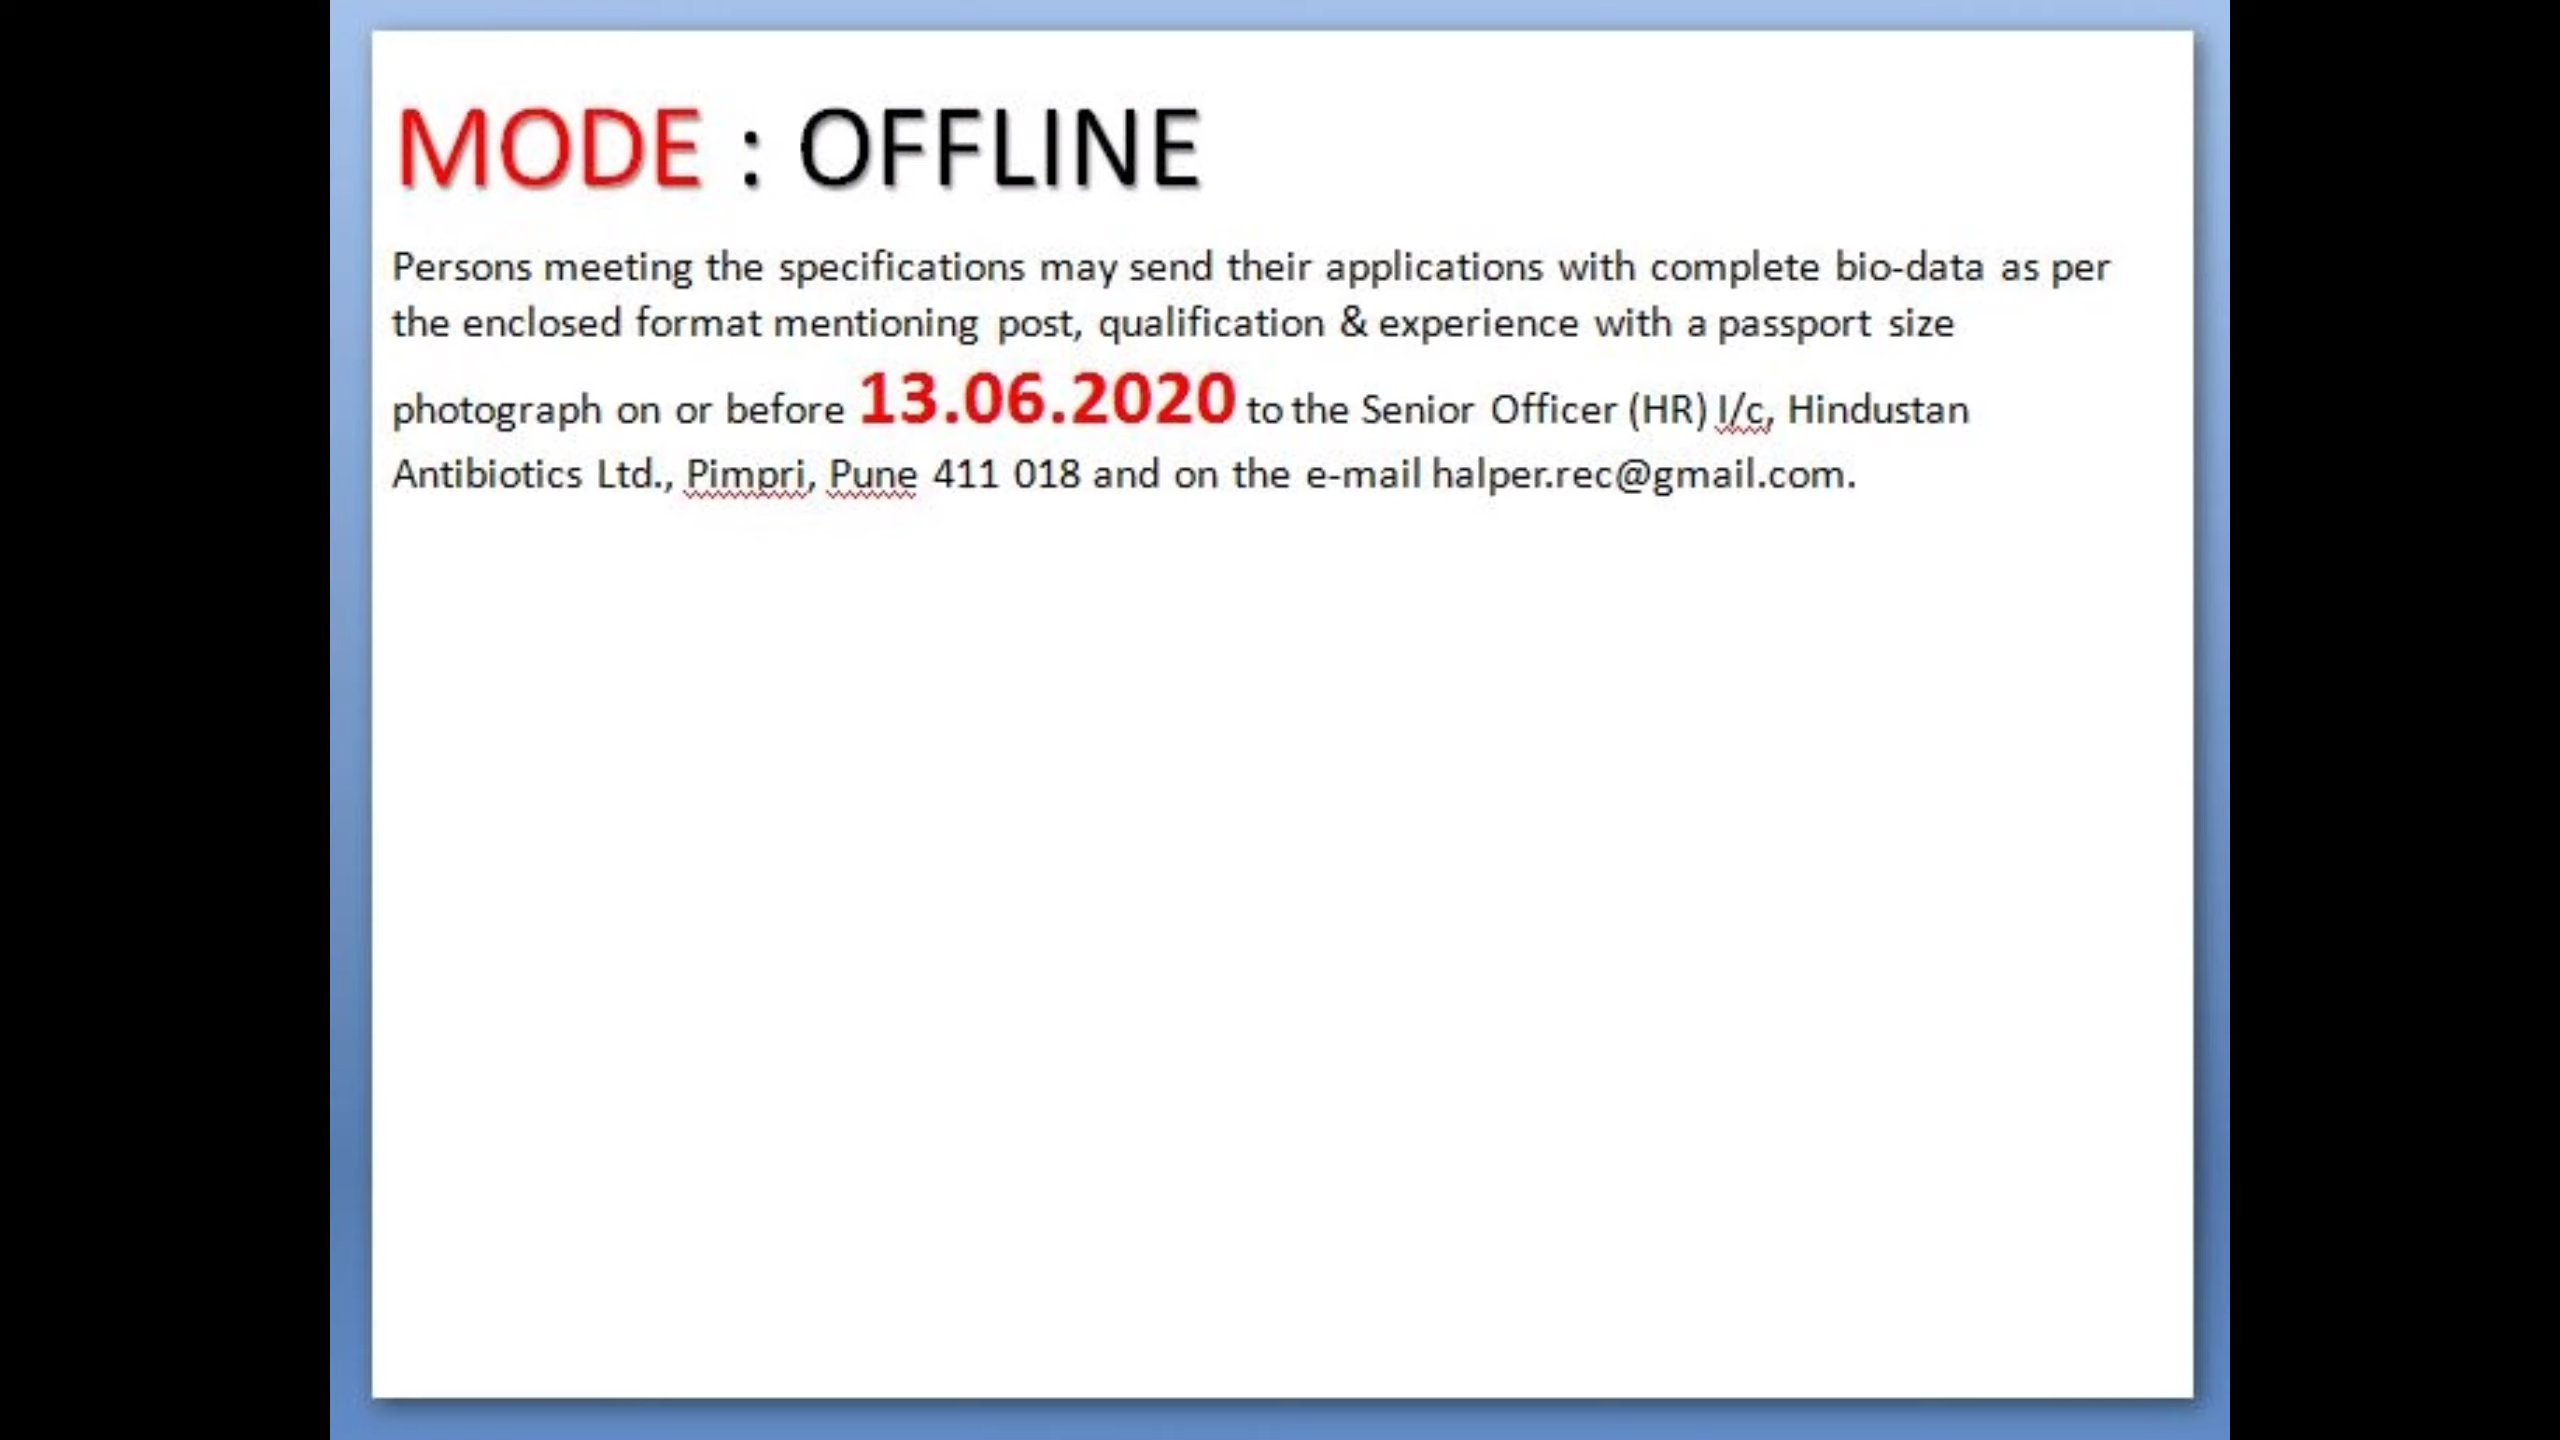 MODE : OFFLINE
Persons meeting the specifications may send their applications with complete bio-data as per
the enclosed format mentioning post, qualification & experience with a passport size
photograph on or before 13.06.2020 to the Senior Officer (HR) I/c, Hindustan
Antibiotics Ltd., Pimpri, Pune 411 018 and on the e-mail halper.rec@gmail.com.